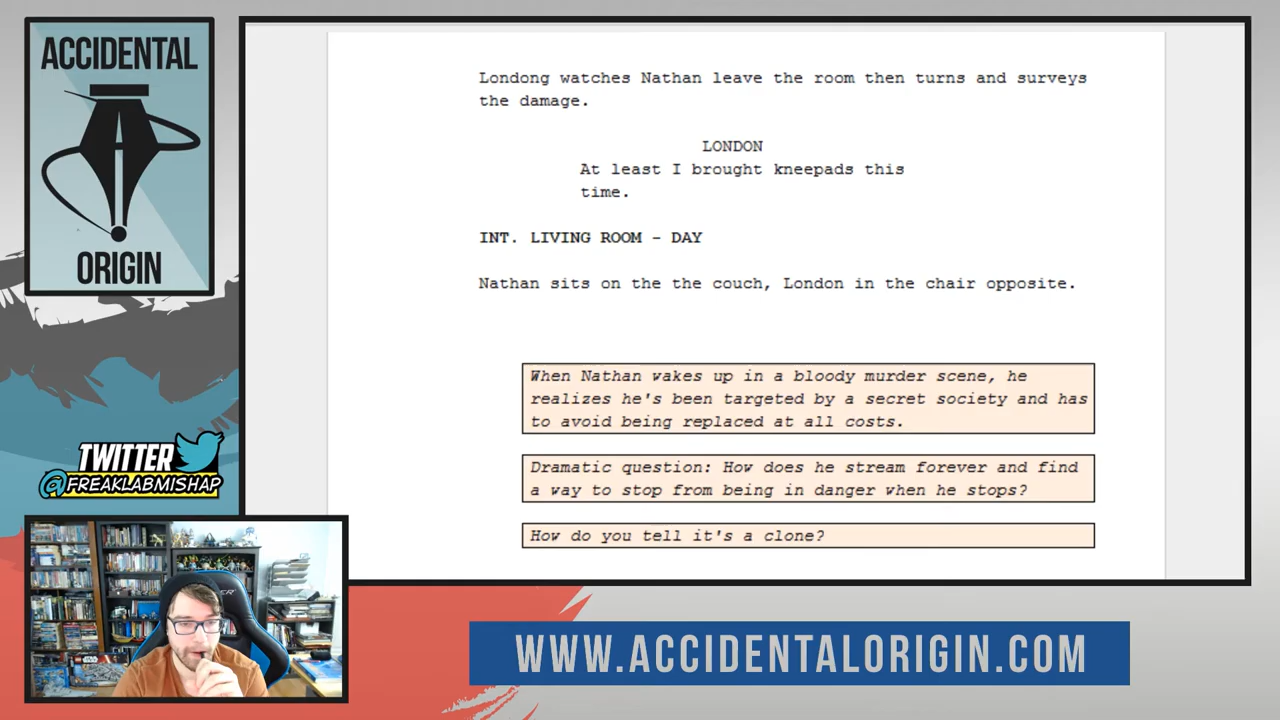 ACCIDENTAL
ORIGIN
Londong watches Nathan leave the room then turns and surveys
the damage.
LONDON
At least I brought kneepads this
time.
INT. LIVING ROOM - DAY
Nathan sits on the the couch, London in the chair opposite.
When Nathan wakes up in a bloody murder scene, he
realizes he's been targeted by a secret society and has
to avoid being replaced at all costs.
Dramatic question: How does he stream forever and find
a way to stop from being in danger when he stops?
How do you tell it's a clone?
TWITTER
@FREAKLABMISHAP
WWW.ACCIDENTALORIGIN.COM